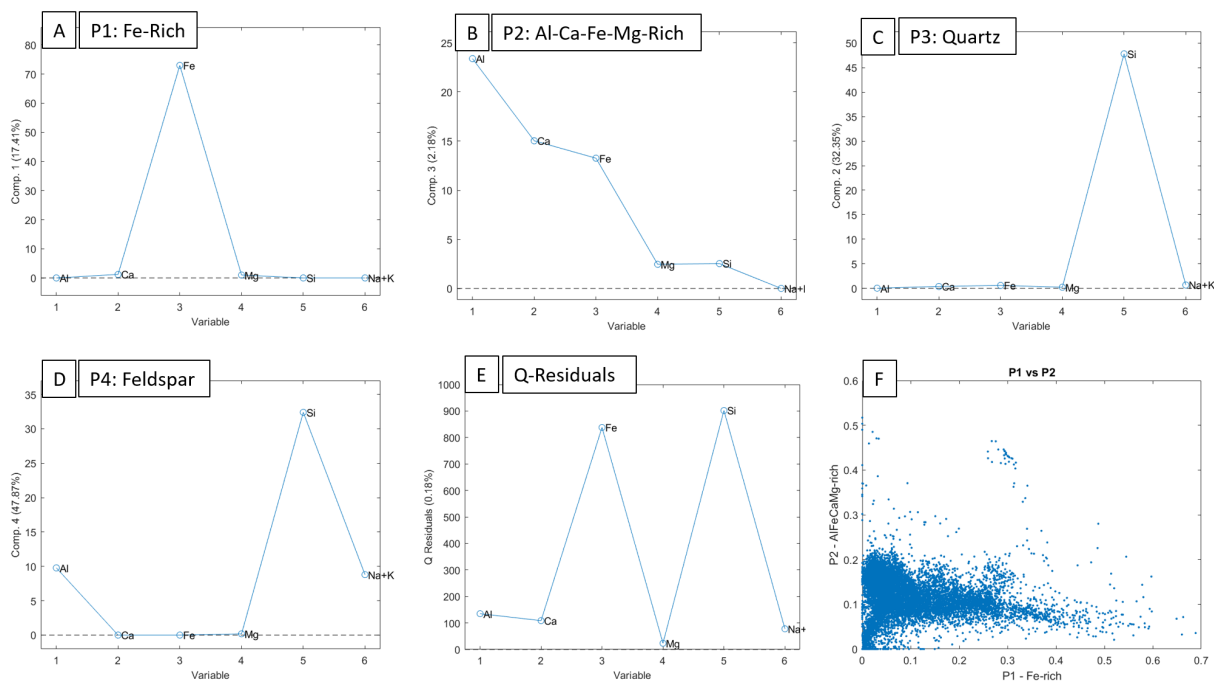 A P1: Fe-Rich
80
70
60
50
40
30
20
10
0
Comp. 1 (17.41%)
Al
Ca
Fe
Mg
Si
Na+K
1 2 3 4 5 6
Variable
B P2: Al-Ca-Fe-Mg-Rich
25
20
15
10
5
0
Comp. 3 (2.18%)
Al
Ca
Fe
Mg
Si
Na+
1 2 3 4 5 6
Variable
C P3: Quartz
50
45
40
35
30
25
20
15
10
5
0
Comp. 2 (32.35%)
Al
Ca
Fe
Mg
Si
Na+K
1 2 3 4 5 6
Variable
D P4: Feldspar
35
30
25
20
15
10
5
0
Comp. 4 (47.87%)
Al
Ca
Fe
Mg
Si
Na+K
1 2 3 4 5 6
Variable
E Q-Residuals
1000
900
800
700
600
500
400
300
200
100
0
Q Residuals (0.18%)
Al
Ca
Fe
Mg
Si
Na+
1 2 3 4 5 6
Variable
F
P1 vs P2
0.6
0.5
0.4
0.3
0.2
0.1
0
P2 - AlFeCaMg-rich
0 0.1 0.2 0.3 0.4 0.5 0.6 0.7
P1 - Fe-rich